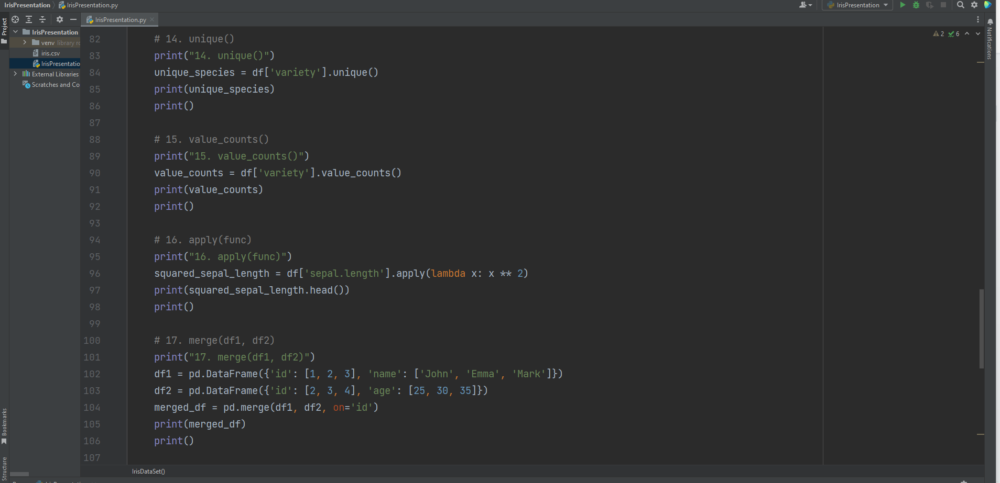 IrisPresentation IrisPresentation.py IrisPresentation
Project
IrisPresentation.py
IrisPresentation
venv library ro
iris.csv
IrisPresentatio
External Libraries
Scratches and Co
2 6
Notifications
82 # 14. unique()
83 print("14. unique()")
84 unique_species = df['variety'].unique()
85 print(unique_species)
86 print()
87
88 # 15. value_counts()
89 print("15. value_counts()")
90 value_counts = df['variety'].value_counts()
91 print(value_counts)
92 print()
93
94 # 16. apply(func)
95 print("16. apply(func)")
96 squared_sepal_length = df['sepal.length'].apply(lambda x: x ** 2)
97 print(squared_sepal_length.head())
98 print()
99
100 # 17. merge(df1, df2)
101 print("17. merge(df1, df2)")
102 df1 = pd.DataFrame({'id': [1, 2, 3], 'name': ['John', 'Emma', 'Mark']})
103 df2 = pd.DataFrame({'id': [2, 3, 4], 'age': [25, 30, 35]})
104 merged_df = pd.merge(df1, df2, on='id')
105 print(merged_df)
106 print()
107
Bookmarks
Structure
IrisDataSet()